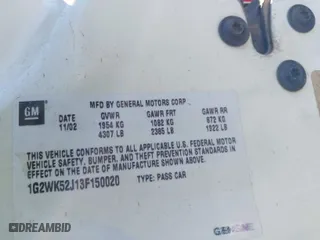 GM
MFD BY GENERAL MOTORS CORP
GVWR GAWR FRT GAWR RR
11/02 1954 KG 1082 KG 872 KG
4307 LB 2385 LB 1922 LB
THIS VEHICLE CONFORMS TO ALL APPLICABLE U.S. FEDERAL MOTOR
VEHICLE SAFETY, BUMPER, AND THEFT PREVENTION STANDARDS IN
EFFECT ON THE DATE OF MANUFACTURE SHOWN ABOVE.
1G2WK52J13F150020 TYPE: PASS CAR
© AUTOBIDMASTER.COM